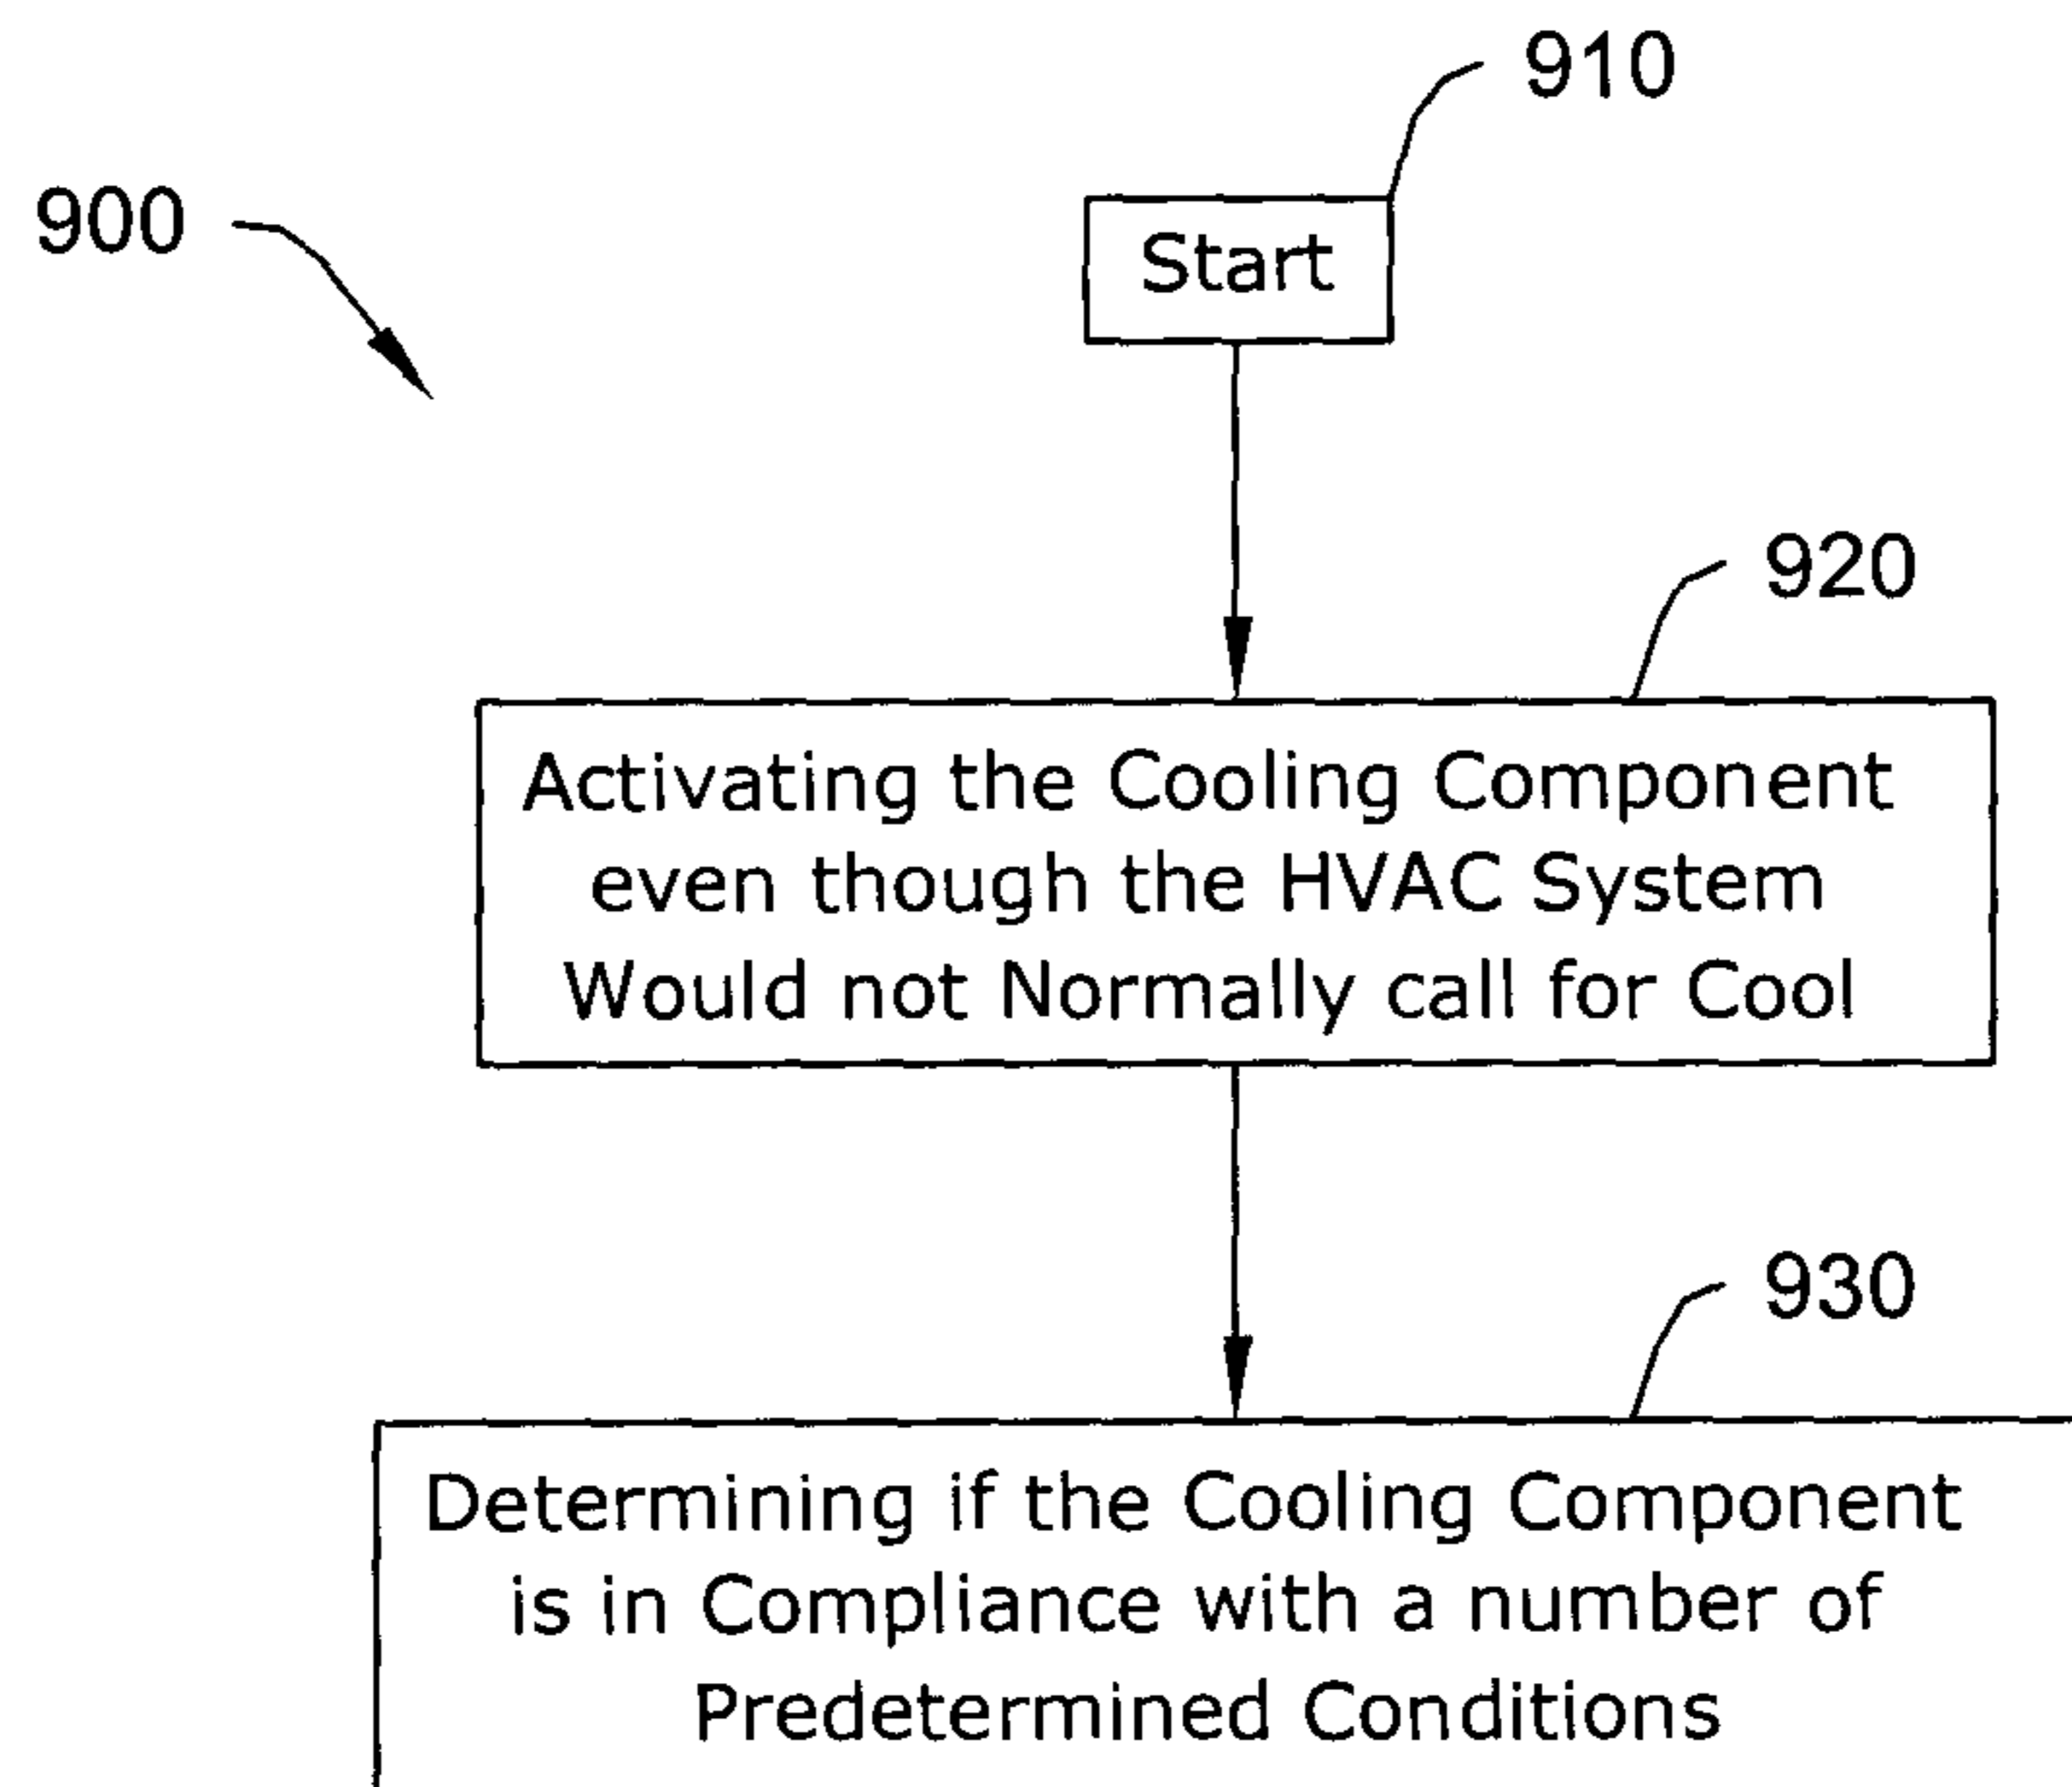 910
900
Start
920
Activating the Cooling Component
even though the HVAC System
Would not Normally call for Cool
930
Determining if the Cooling Component
is in Compliance with a number of
Predetermined Conditions